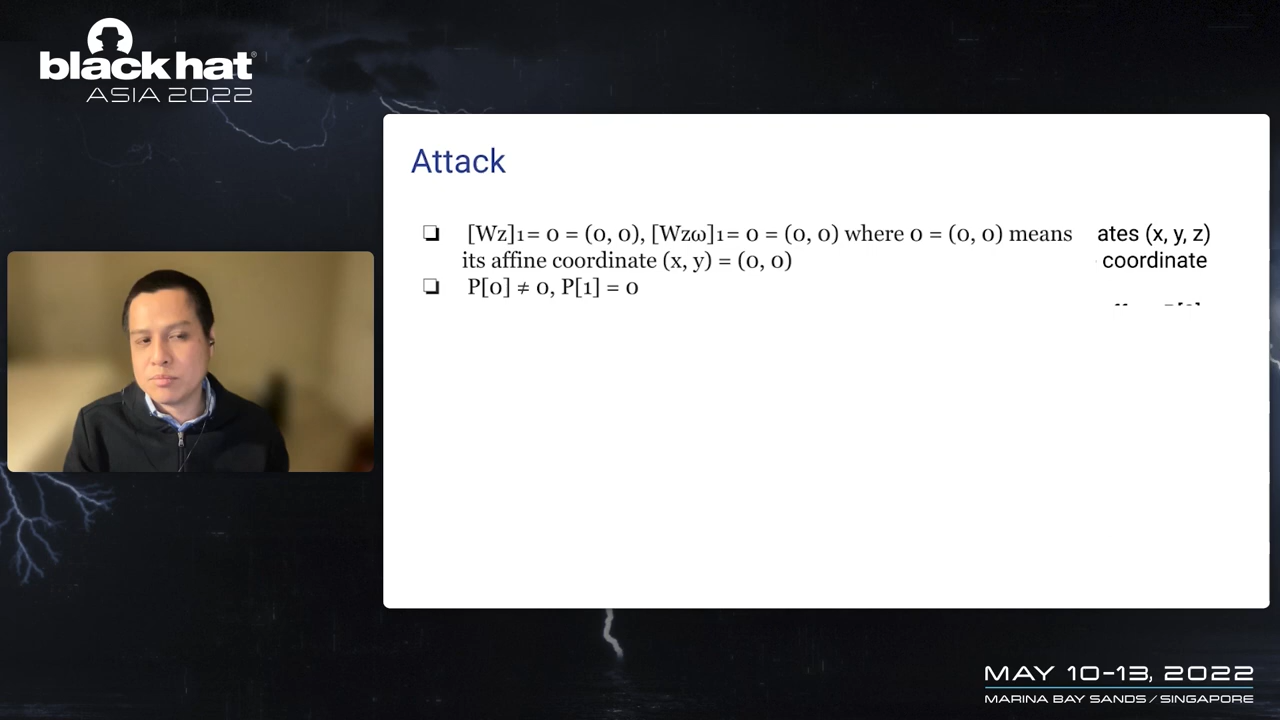 black hat®
ASIA 2022
Attack
❏ [Wz]₁= 0 = (0, 0), [Wzω]₁= 0 = (0, 0) where 0 = (0, 0) means
its affine coordinate (x, y) = (0, 0)
❏ P[0] ≠ 0, P[1] = 0
ates (x, y, z)
coordinate
MAY 10-13, 2022
MARINA BAY SANDS / SINGAPORE